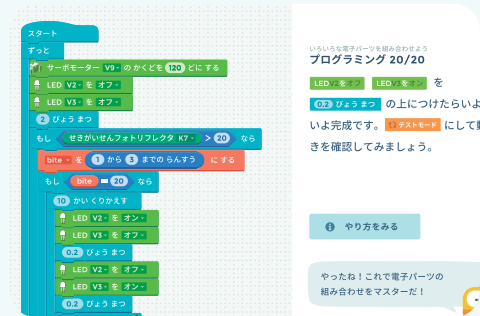 スタート
ずっと
サーボモーター V9 の かくどを 120 どに する
LED V2 を オフ
LED V3 を オフ
2 びょう まつ
もし せきがいせんフォトリフレクタ K7 > 20 なら
bite を 1 から 3 までの らんすう にする
もし bite = 20 なら
10 かい くりかえす
LED V2 を オン
LED V3 を オフ
0.2 びょう まつ
LED V2 を オフ
LED V3 を オン
0.2 びょう まつ
いろいろな電子パーツを組み合わせよう
プログラミング 20/20
LED V2 を オフ LED V3 を オン を
0.2 びょう まつ の上につけたらいよ
いよ完成です。 テストモード にして動
きを確認してみましょう。
やり方をみる
やったね！これで電子パーツの
組み合わせをマスターだ！